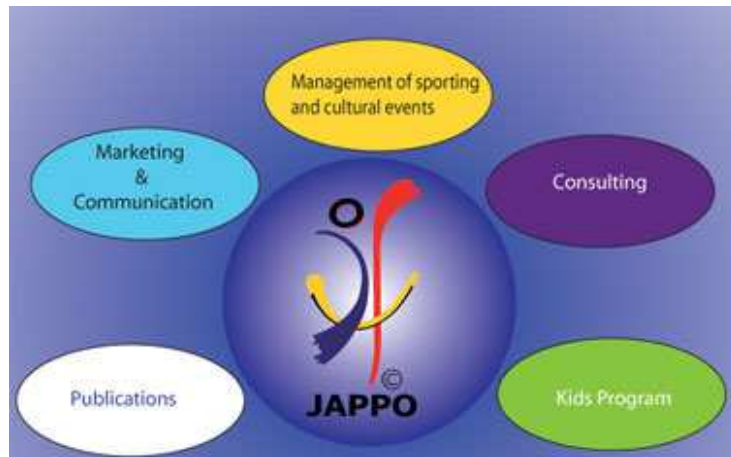 Management of sporting
and cultural events
Marketing
&
Communication
Consulting
Publications
Kids Program
©
JAPPO